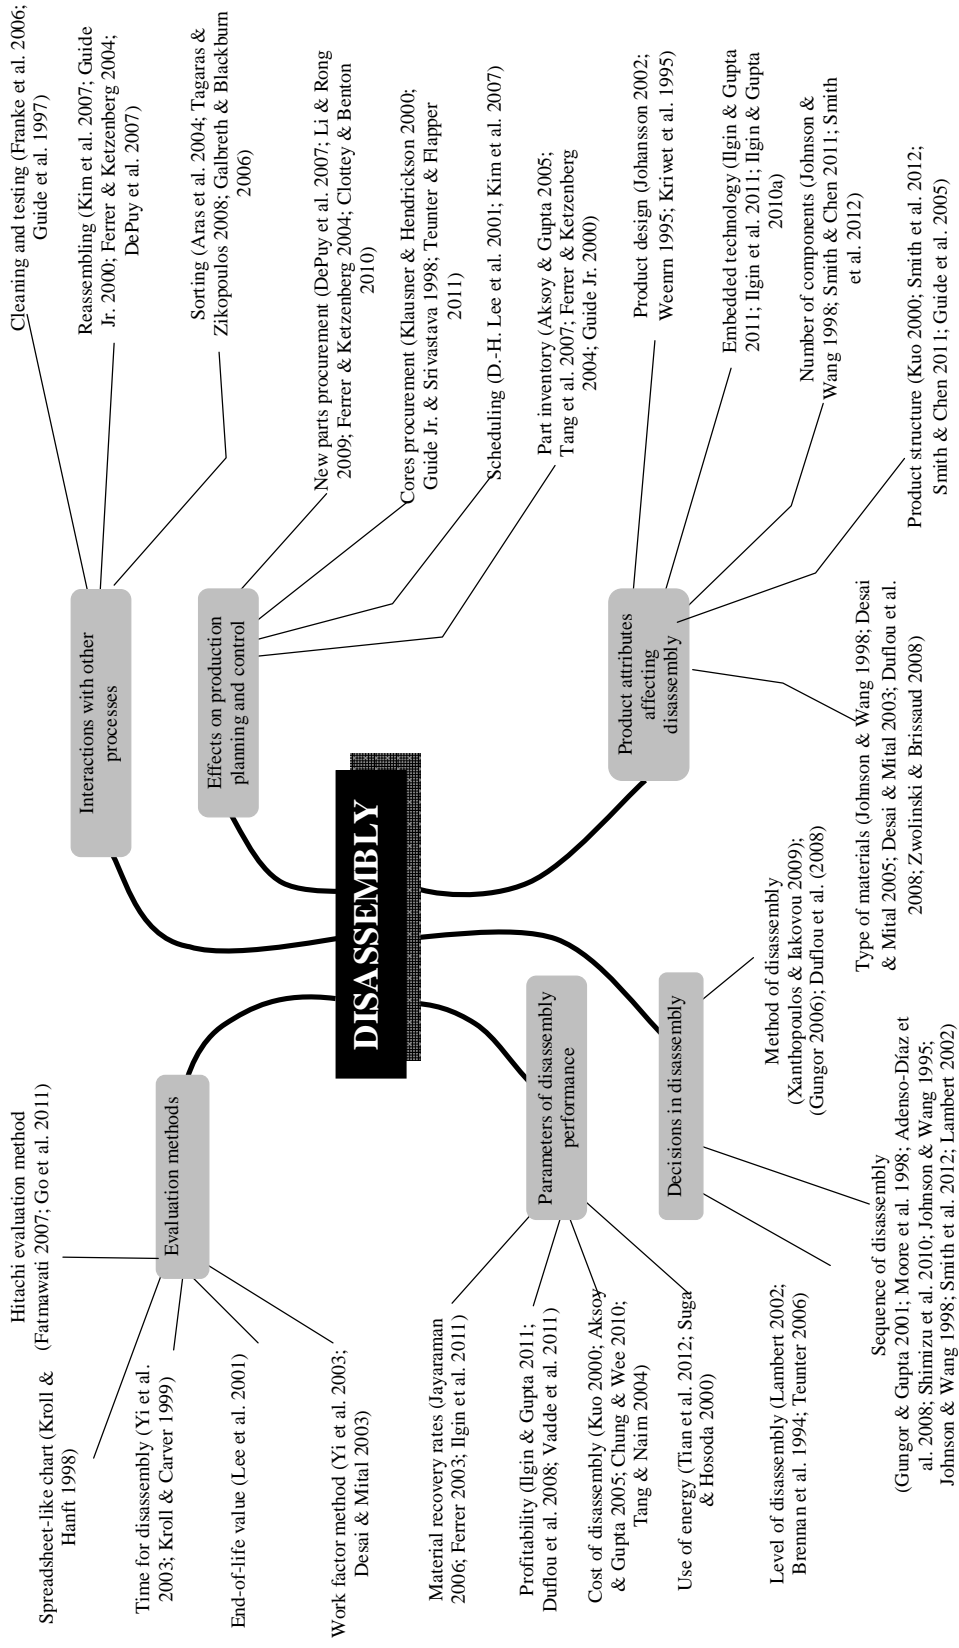 DISASSEMBLY
Evaluation methods
Hitachi evaluation method
(Fatmawati 2007; Go et al. 2011)
Spreadsheet-like chart (Kroll &
Hanft 1998)
Time for disassembly (Yi et al.
2003; Kroll & Carver 1999)
End-of-life value (Lee et al. 2001)
Work factor method (Yi et al. 2003;
Desai & Mital 2003)
Parameters of disassembly
performance
Material recovery rates (Jayaraman
2006; Ferrer 2003; Ilgin et al. 2011)
Profitability (Ilgin & Gupta 2011;
Duflou et al. 2008; Vadde et al. 2011)
Cost of disassembly (Kuo 2000; Aksoy
& Gupta 2005; Chung & Wee 2010;
Tang & Naim 2004)
Use of energy (Tian et al. 2012; Suga
& Hosoda 2000)
Decisions in disassembly
Level of disassembly (Lambert 2002;
Brennan et al. 1994; Teunter 2006)
Sequence of disassembly
(Gungor & Gupta 2001; Moore et al. 1998; Adenso-Díaz et
al. 2008; Shimizu et al. 2010; Johnson & Wang 1995;
Johnson & Wang 1998; Smith et al. 2012; Lambert 2002)
Method of disassembly
(Xanthopoulos & Iakovou 2009);
(Gungor 2006); Duflou et al. (2008)
Interactions with other
processes
Cleaning and testing (Franke et al. 2006;
Guide et al. 1997)
Reassembling (Kim et al. 2007; Guide
Jr. 2000; Ferrer & Ketzenberg 2004;
DePuy et al. 2007)
Sorting (Aras et al. 2004; Tagaras &
Zikopoulos 2008; Galbreth & Blackburn
2006)
Effects on production
planning and control
New parts procurement (DePuy et al. 2007; Li & Rong
2009; Ferrer & Ketzenberg 2004; Clottey & Benton
2010)
Cores procurement (Klausner & Hendrickson 2000;
Guide Jr. & Srivastava 1998; Teunter & Flapper
2011)
Scheduling (D.-H. Lee et al. 2001; Kim et al. 2007)
Part inventory (Aksoy & Gupta 2005;
Tang et al. 2007; Ferrer & Ketzenberg
2004; Guide Jr. 2000)
Product attributes
affecting
disassembly
Product design (Johansson 2002;
Weenrn 1995; Kriwet et al. 1995)
Embedded technology (Ilgin & Gupta
2011; Ilgin et al. 2011; Ilgin & Gupta
2010a)
Number of components (Johnson &
Wang 1998; Smith & Chen 2011; Smith
et al. 2012)
Product structure (Kuo 2000; Smith et al. 2012;
Smith & Chen 2011; Guide et al. 2005)
Type of materials (Johnson & Wang 1998; Desai
& Mital 2005; Desai & Mital 2003; Duflou et al.
2008; Zwolinski & Brissaud 2008)